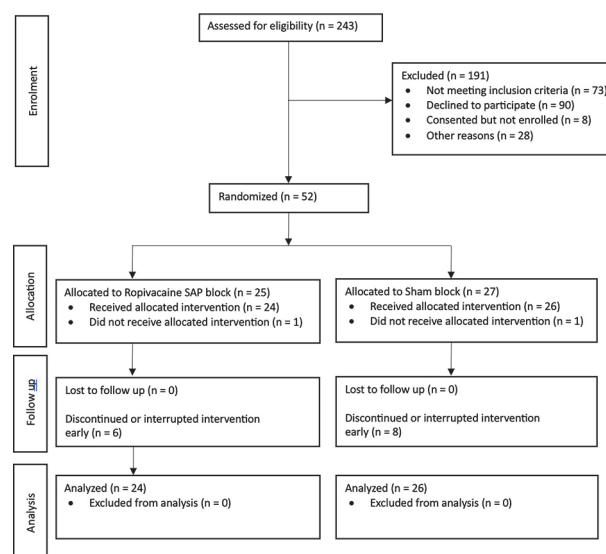 Assessed for eligibility (n = 243)
Enrolment
Excluded (n = 191)
• Not meeting inclusion criteria (n = 73)
• Declined to participate (n = 90)
• Consented but not enrolled (n = 8)
• Other reasons (n = 28)
Randomized (n = 52)
Allocation
Allocated to Ropivacaine SAP block (n = 25)
• Received allocated intervention (n = 24)
• Did not receive allocated intervention (n = 1)
Allocated to Sham block (n = 27)
• Received allocated intervention (n = 26)
• Did not receive allocated intervention (n = 1)
Follow up
Lost to follow up (n = 0)
Discontinued or interrupted intervention
early (n = 6)
Lost to follow up (n = 0)
Discontinued or interrupted intervention
early (n = 8)
Analysis
Analyzed (n = 24)
• Excluded from analysis (n = 0)
Analyzed (n = 26)
• Excluded from analysis (n = 0)